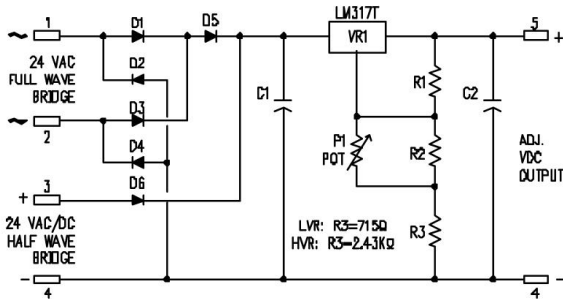 LM317T
1
D1
D5
VR1
5
+
24 VAC
FULL WAVE
BRIDGE
D2
R1
C1
C2
D3
2
D4
P1
POT
R2
ADJ.
VDC
OUTPUT
3
+
D6
24 VAC/DC
HALF WAVE
BRIDGE
LVR: R3=715Ω
HVR: R3=2.43KΩ
R3
-
4
-
4